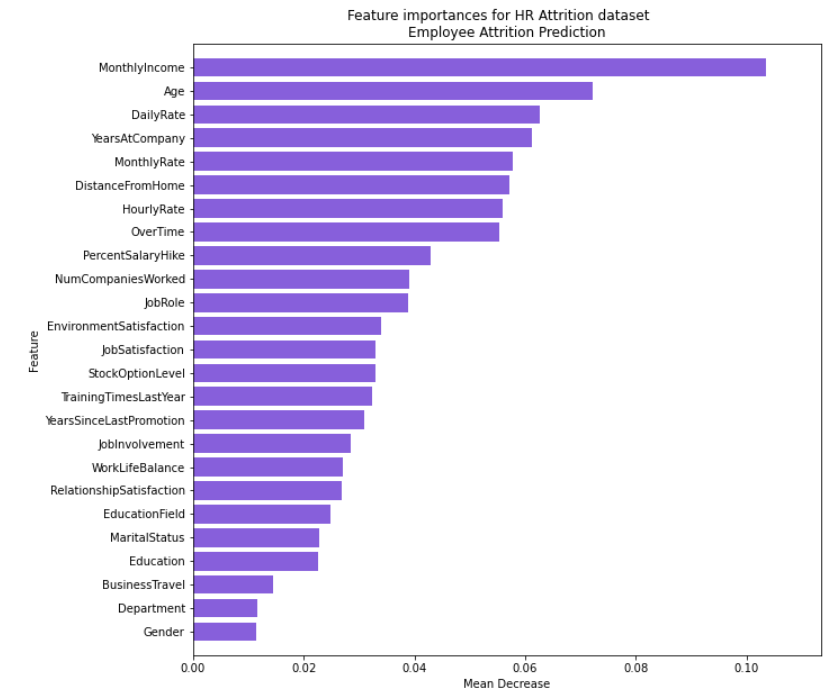 Feature importances for HR Attrition dataset
Employee Attrition Prediction
MonthlyIncome
Age
DailyRate
YearsAtCompany
MonthlyRate
DistanceFromHome
HourlyRate
OverTime
PercentSalaryHike
NumCompaniesWorked
JobRole
EnvironmentSatisfaction
JobSatisfaction
StockOptionLevel
TrainingTimesLastYear
YearsSinceLastPromotion
JobInvolvement
WorkLifeBalance
RelationshipSatisfaction
EducationField
MaritalStatus
Education
BusinessTravel
Department
Gender
Feature
0.00 0.02 0.04 0.06 0.08 0.10
Mean Decrease